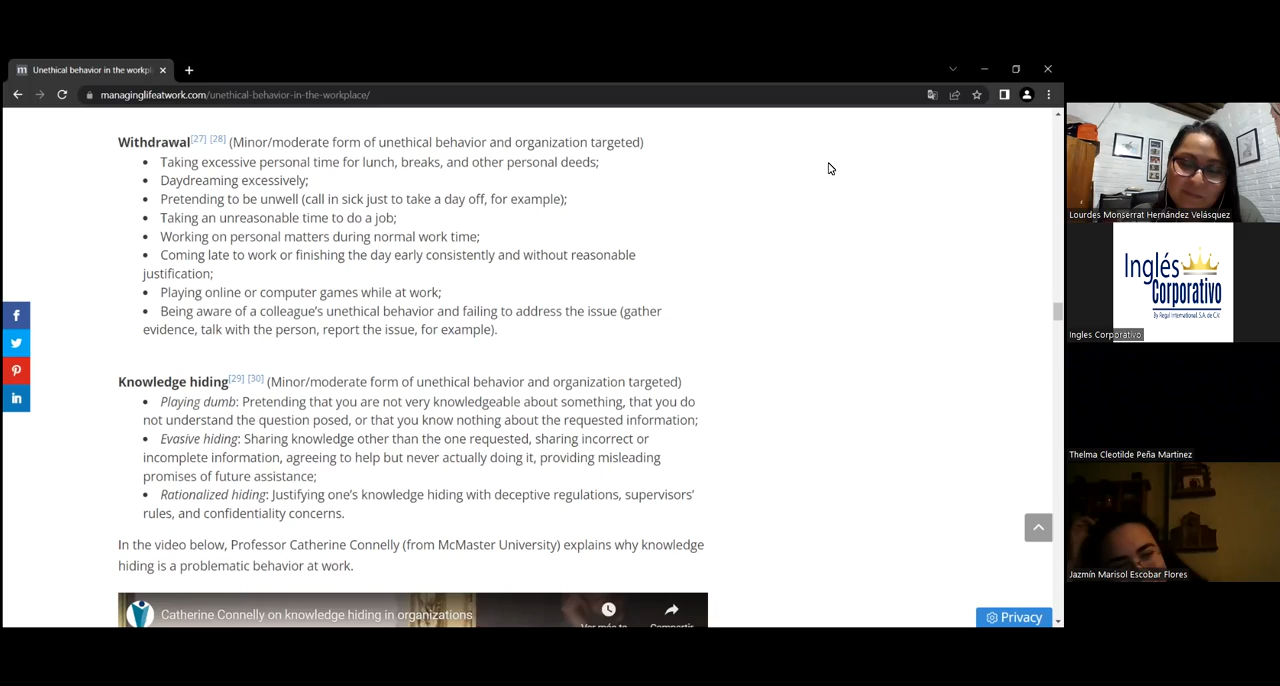 Unethical behavior in the workpl
managinglifeatwork.com/unethical-behavior-in-the-workplace/
Withdrawal[27] [28] (Minor/moderate form of unethical behavior and organization targeted)
• Taking excessive personal time for lunch, breaks, and other personal deeds;
• Daydreaming excessively;
• Pretending to be unwell (call in sick just to take a day off, for example);
• Taking an unreasonable time to do a job;
• Working on personal matters during normal work time;
• Coming late to work or finishing the day early consistently and without reasonable
justification;
• Playing online or computer games while at work;
• Being aware of a colleague's unethical behavior and failing to address the issue (gather
evidence, talk with the person, report the issue, for example).
Knowledge hiding[29] [30] (Minor/moderate form of unethical behavior and organization targeted)
• Playing dumb: Pretending that you are not very knowledgeable about something, that you do
not understand the question posed, or that you know nothing about the requested information;
• Evasive hiding: Sharing knowledge other than the one requested, sharing incorrect or
incomplete information, agreeing to help but never actually doing it, providing misleading
promises of future assistance;
• Rationalized hiding: Justifying one's knowledge hiding with deceptive regulations, supervisors'
rules, and confidentiality concerns.
In the video below, Professor Catherine Connelly (from McMaster University) explains why knowledge
hiding is a problematic behavior at work.
Catherine Connelly on knowledge hiding in organizations
Privacy
Lourdes Monserrat Hernández Velásquez
Inglés
Corporativo
By Regal International, S.A. de C.V.
Ingles Corporativo
Thelma Cleotilde Peña Martinez
Jazmín Marisol Escobar Flores